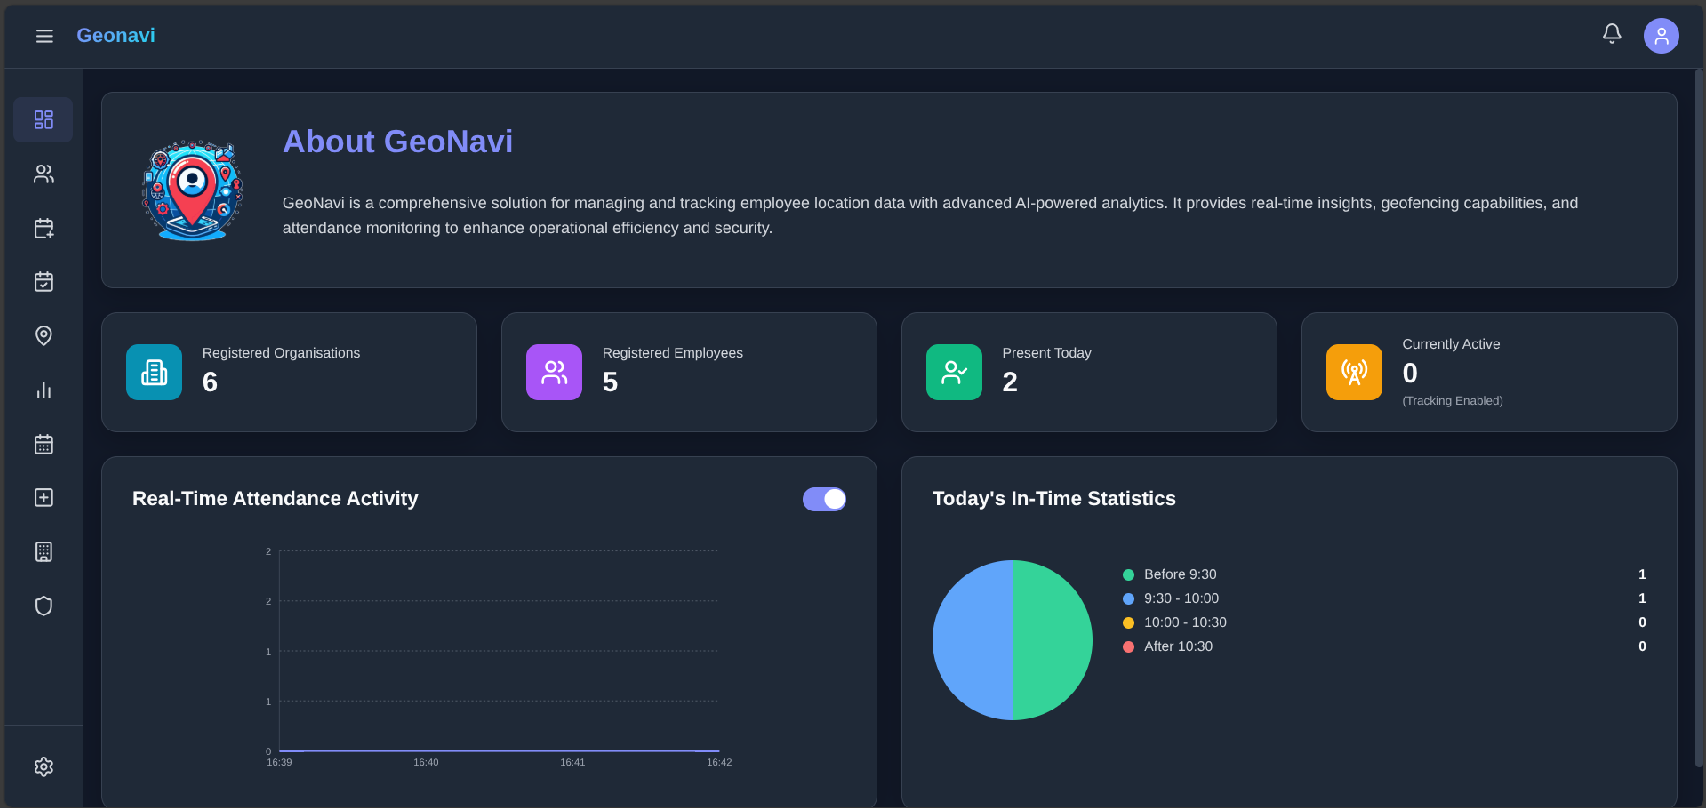 Geonavi
About GeoNavi
GeoNavi is a comprehensive solution for managing and tracking employee location data with advanced AI-powered analytics. It provides real-time insights, geofencing capabilities, and
attendance monitoring to enhance operational efficiency and security.
Registered Organisations
6
Registered Employees
5
Present Today
2
Currently Active
0
(Tracking Enabled)
Real-Time Attendance Activity
2
2
1
1
0
16:39 16:40 16:41 16:42
Today's In-Time Statistics
Before 9:30 1
9:30 - 10:00 1
10:00 - 10:30 0
After 10:30 0